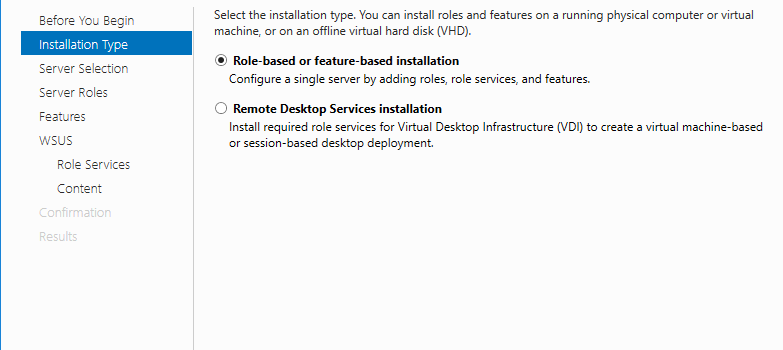 Before You Begin
Installation Type
Server Selection
Server Roles
Features
WSUS
Role Services
Content
Confirmation
Results
Select the installation type. You can install roles and features on a running physical computer or virtual
machine, or on an offline virtual hard disk (VHD).
Role-based or feature-based installation
Configure a single server by adding roles, role services, and features.
Remote Desktop Services installation
Install required role services for Virtual Desktop Infrastructure (VDI) to create a virtual machine-based
or session-based desktop deployment.